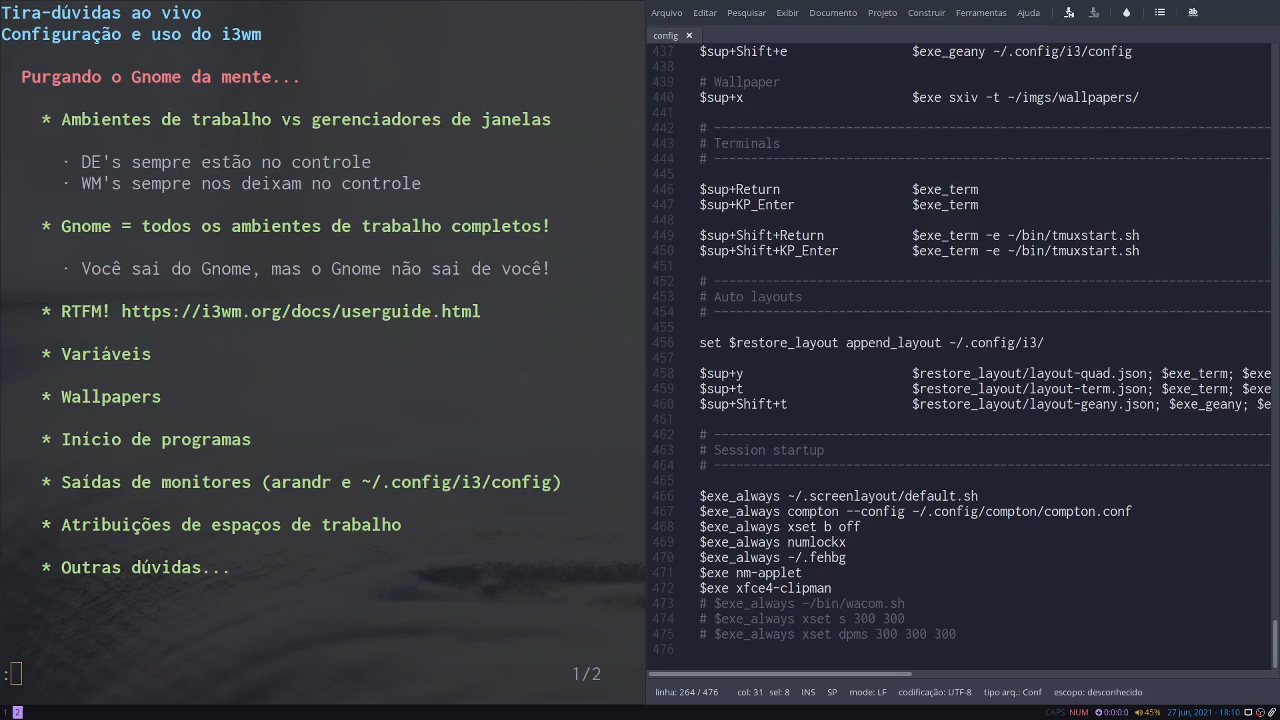 Tira-dúvidas ao vivo
Configuração e uso do i3wm
Purgando o Gnome da mente...
* Ambientes de trabalho vs gerenciadores de janelas
· DE's sempre estão no controle
· WM's sempre nos deixam no controle
* Gnome = todos os ambientes de trabalho completos!
· Você sai do Gnome, mas o Gnome não sai de você!
* RTFM! https://i3wm.org/docs/userguide.html
* Variáveis
* Wallpapers
* Início de programas
* Saídas de monitores (arandr e ~/.config/i3/config)
* Atribuições de espaços de trabalho
* Outras dúvidas...
:
1/2
Arquivo Editar Pesquisar Exibir Documento Projeto Construir Ferramentas Ajuda
config ×
437 $sup+Shift+e $exe_geany ~/.config/i3/config
438
439 # Wallpaper
440 $sup+x $exe sxiv -t ~/imgs/wallpapers/
441
442 # ----------------------------------------------------------------------------
443 # Terminals
444 # ----------------------------------------------------------------------------
445
446 $sup+Return $exe_term
447 $sup+KP_Enter $exe_term
448
449 $sup+Shift+Return $exe_term -e ~/bin/tmuxstart.sh
450 $sup+Shift+KP_Enter $exe_term -e ~/bin/tmuxstart.sh
451
452 # ----------------------------------------------------------------------------
453 # Auto layouts
454 # ----------------------------------------------------------------------------
455
456 set $restore_layout append_layout ~/.config/i3/
457
458 $sup+y $restore_layout/layout-quad.json; $exe_term; $exe
459 $sup+t $restore_layout/layout-term.json; $exe_term; $exe
460 $sup+Shift+t $restore_layout/layout-geany.json; $exe_geany; $e
461
462 # ----------------------------------------------------------------------------
463 # Session startup
464 # ----------------------------------------------------------------------------
465
466 $exe_always ~/.screenlayout/default.sh
467 $exe_always compton --config ~/.config/compton/compton.conf
468 $exe_always xset b off
469 $exe_always numlockx
470 $exe_always ~/.fehbg
471 $exe nm-applet
472 $exe xfce4-clipman
473 # $exe_always ~/bin/wacom.sh
474 # $exe_always xset s 300 300
475 # $exe_always xset dpms 300 300 300
476
linha: 264 / 476 col: 31 sel: 8 INS SP mode: LF codificação: UTF-8 tipo arq.: Conf escopo: desconhecido
1 2 CAPS NUM 0:0:0:0 45% 27 jun, 2021 - 18:10